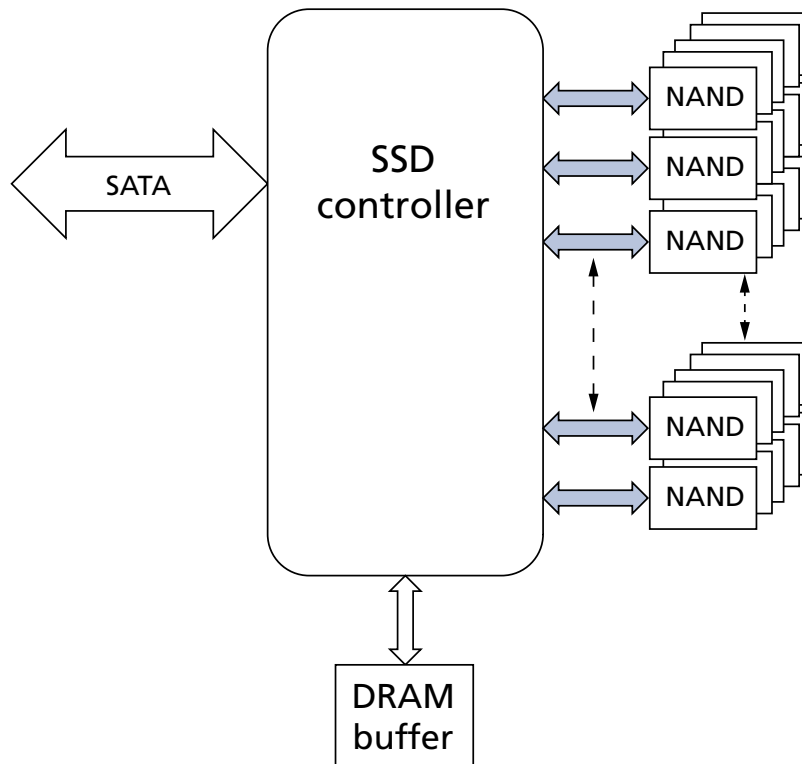 SATA
SSD
controller
NAND
NAND
NAND
NAND
NAND
DRAM
buffer